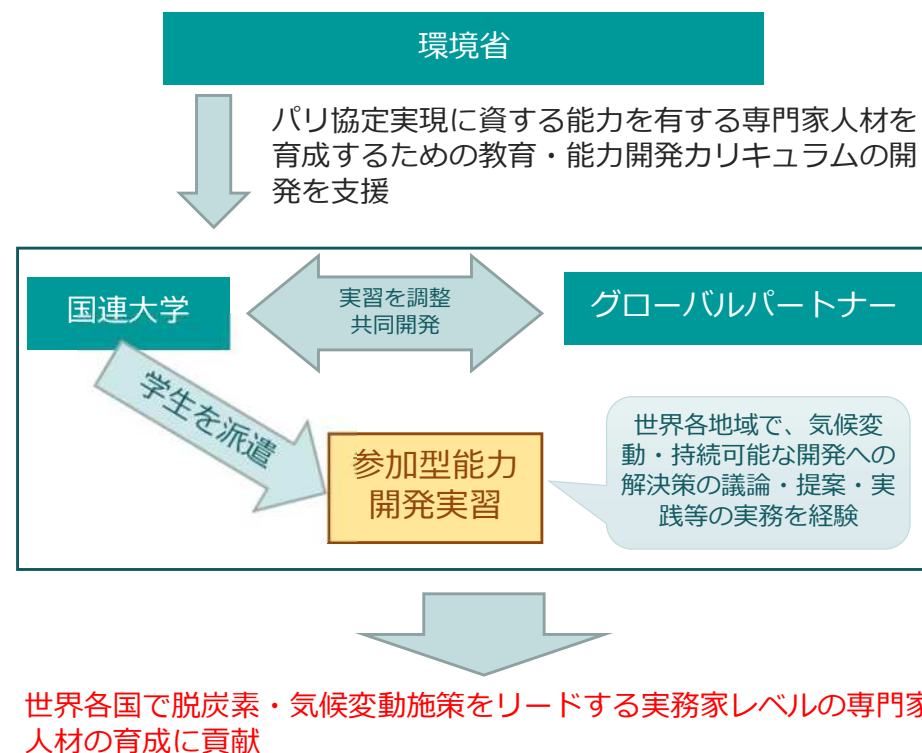 環境省
パリ協定実現に資する能力を有する専門家人材を
育成するための教育・能力開発カリキュラムの開
発を支援
国連大学
実習を調整
共同開発
グローバルパートナー
学生を派遣
参加型能力
開発実習
世界各地域で、気候変
動・持続可能な開発への
解決策の議論・提案・実
践等の実務を経験
世界各国で脱炭素・気候変動施策をリードする実務家レベルの専門家
人材の育成に貢献